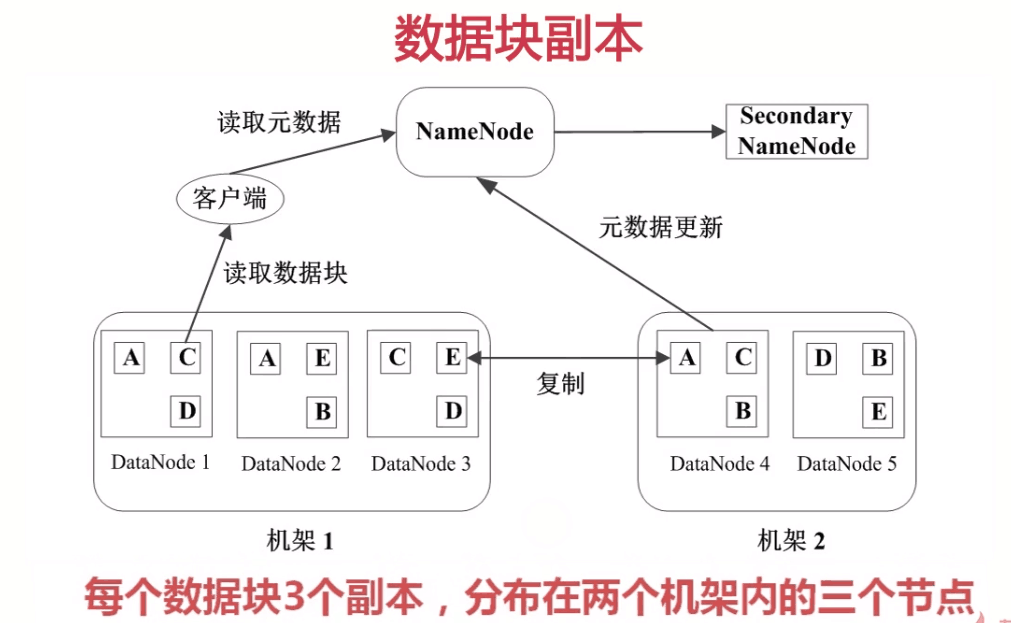 数据块副本
读取元数据
NameNode
Secondary
NameNode
客户端
元数据更新
读取数据块
A C
D
A E
B
C E
D
复制
A C
B
D B
E
DataNode 1
DataNode 2
DataNode 3
DataNode 4
DataNode 5
机架 1
机架 2
每个数据块3个副本，分布在两个机架内的三个节点